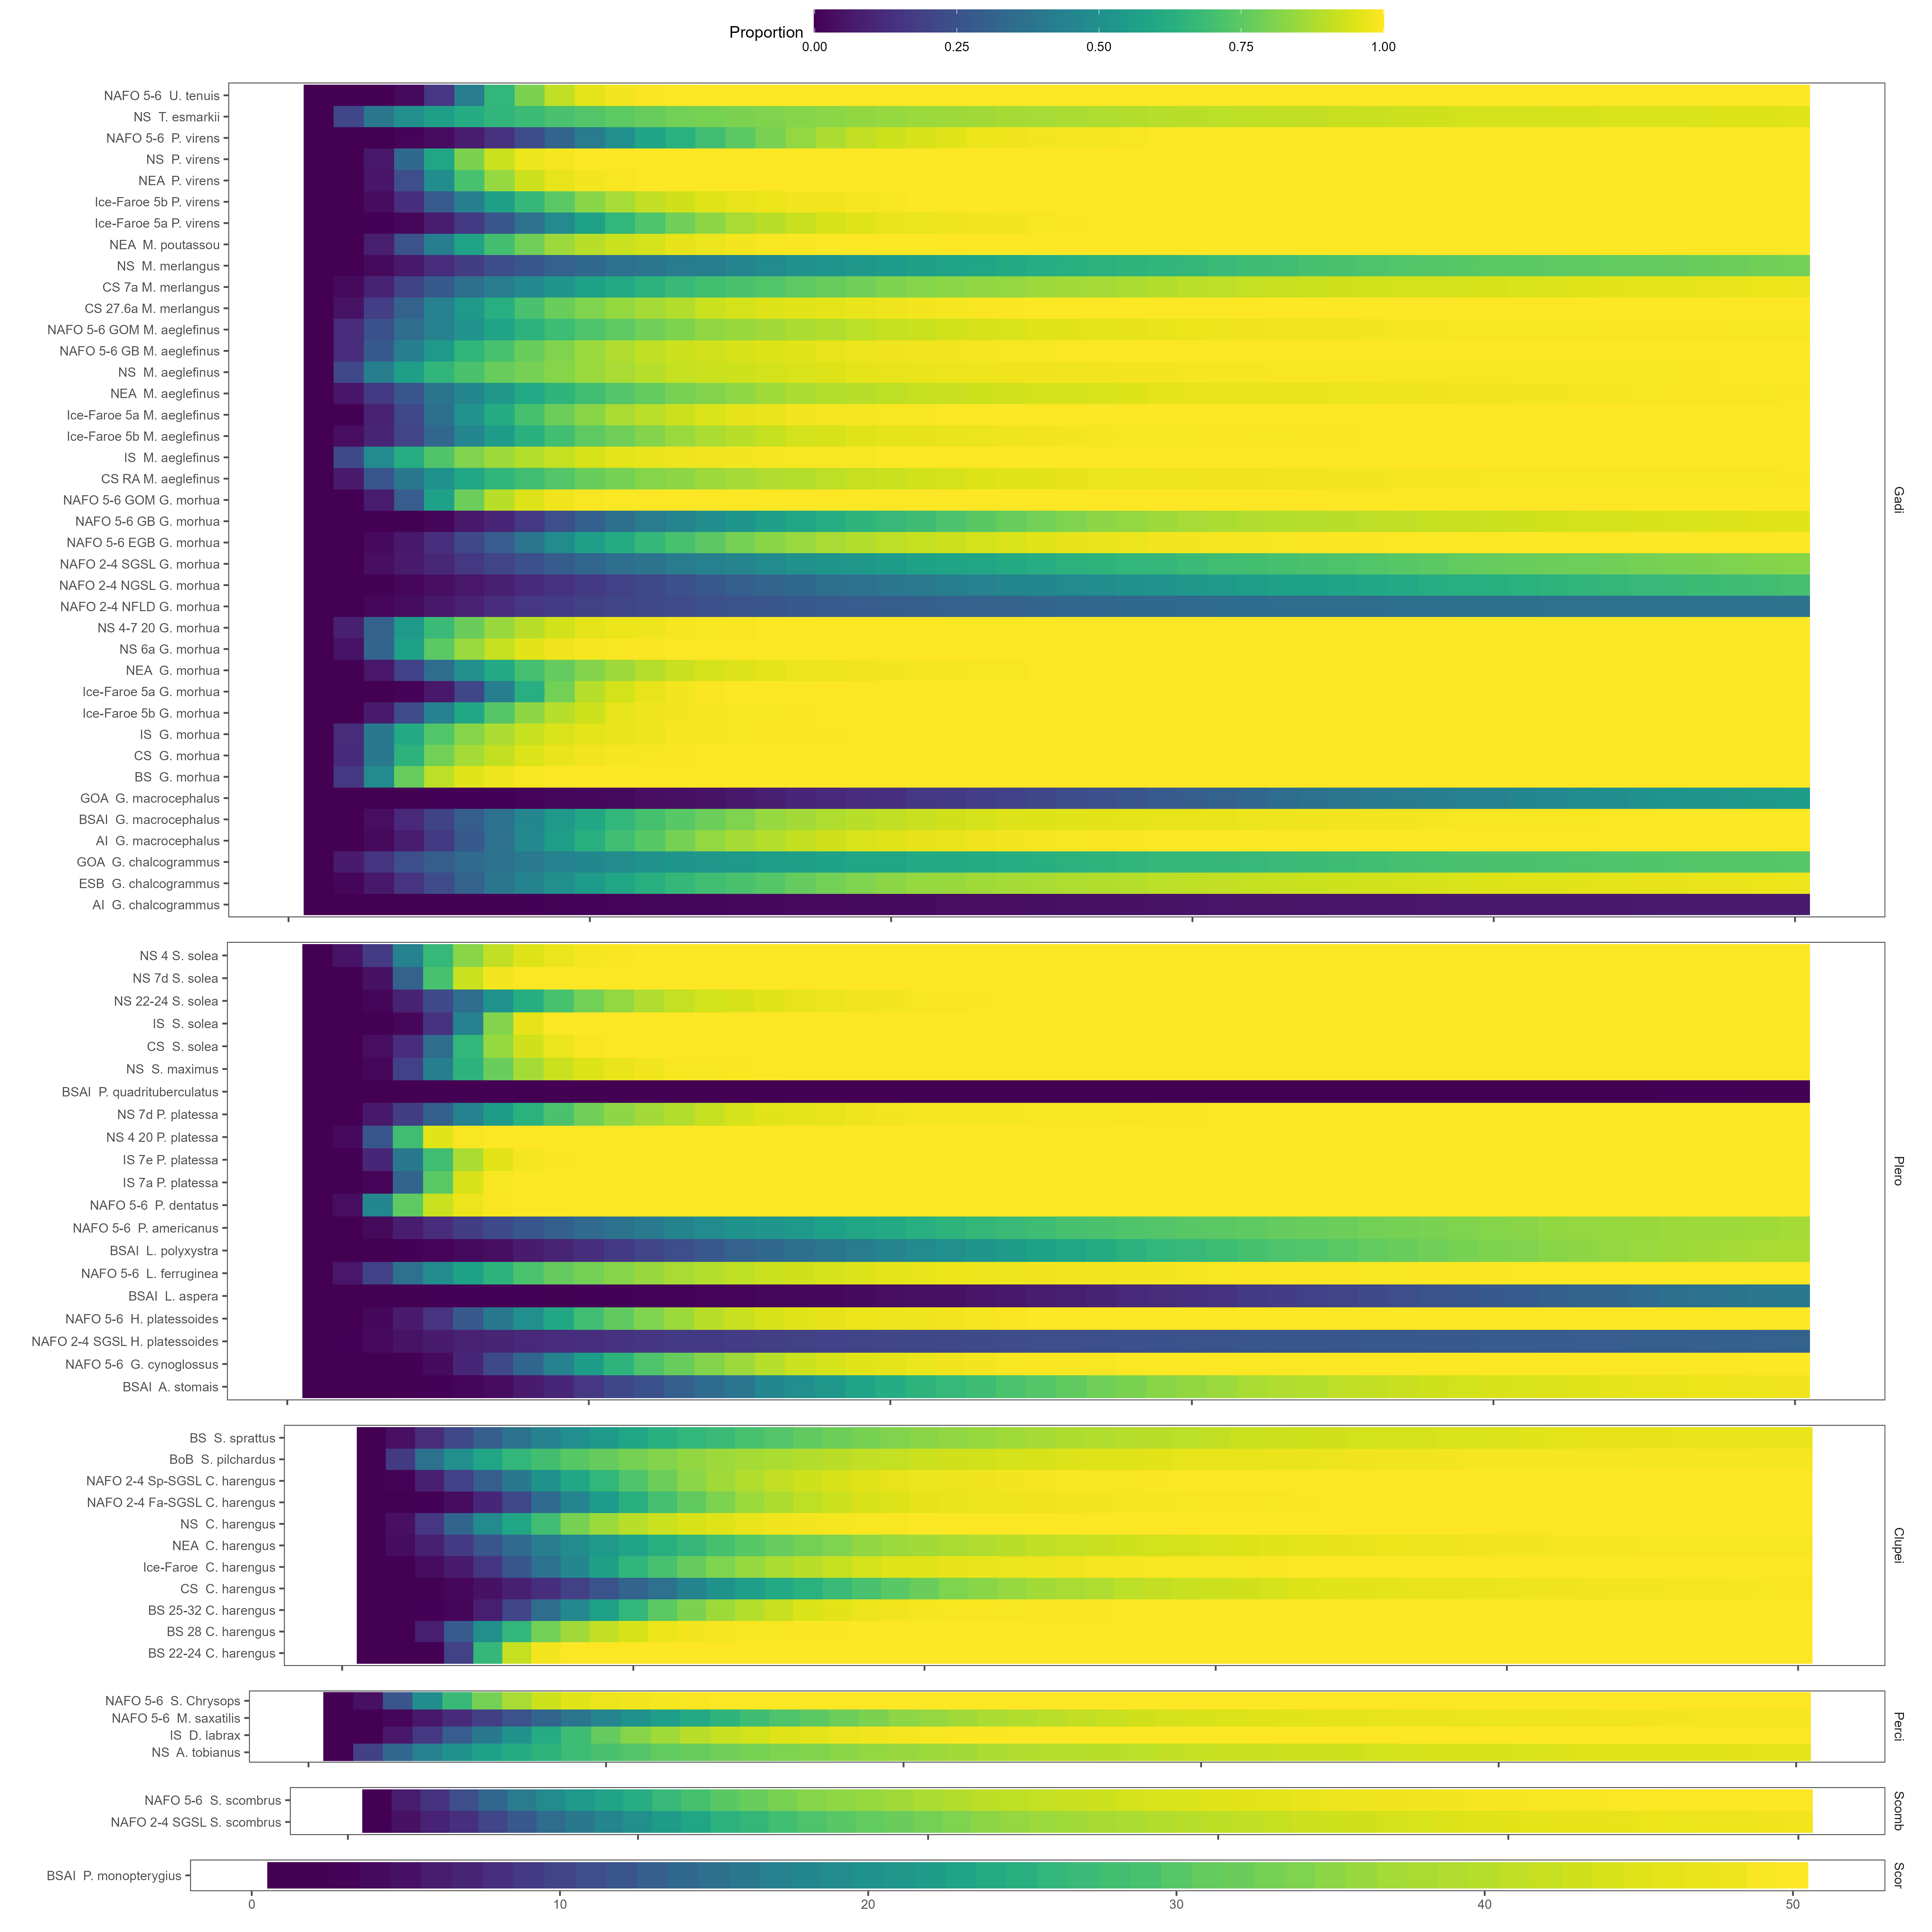 Proportion
0.00 0.25 0.50 0.75 1.00
NAFO 5-6  U. tenuis
NS  T. esmarkii
NAFO 5-6  P. virens
NS  P. virens
NEA  P. virens
Ice-Faroe 5b P. virens
Ice-Faroe 5a P. virens
NEA  M. poutassou
NS  M. merlangus
CS 7a M. merlangus
CS 27.6a M. merlangus
NAFO 5-6 GOM M. aeglefinus
NAFO 5-6 GB M. aeglefinus
NS  M. aeglefinus
NEA  M. aeglefinus
Ice-Faroe 5a M. aeglefinus
Ice-Faroe 5b M. aeglefinus
IS  M. aeglefinus
CS RA M. aeglefinus
NAFO 5-6 GOM G. morhua
NAFO 5-6 GB G. morhua
NAFO 5-6 EGB G. morhua
NAFO 2-4 SGSL G. morhua
NAFO 2-4 NGSL G. morhua
NAFO 2-4 NFLD G. morhua
NS 4-7 20 G. morhua
NS 6a G. morhua
NEA  G. morhua
Ice-Faroe 5a G. morhua
Ice-Faroe 5b G. morhua
IS  G. morhua
CS  G. morhua
BS  G. morhua
GOA  G. macrocephalus
BSAI  G. macrocephalus
AI  G. macrocephalus
GOA  G. chalcogrammus
ESB  G. chalcogrammus
AI  G. chalcogrammus
Gadi
NS 4 S. solea
NS 7d S. solea
NS 22-24 S. solea
IS  S. solea
CS  S. solea
NS  S. maximus
BSAI  P. quadrituberculatus
NS 7d P. platessa
NS 4 20 P. platessa
IS 7e P. platessa
IS 7a P. platessa
NAFO 5-6  P. dentatus
NAFO 5-6  P. americanus
BSAI  L. polyxystra
NAFO 5-6  L. ferruginea
BSAI  L. aspera
NAFO 5-6  H. platessoides
NAFO 2-4 SGSL H. platessoides
NAFO 5-6  G. cynoglossus
BSAI  A. stomais
Plero
BS  S. sprattus
BoB  S. pilchardus
NAFO 2-4 Sp-SGSL C. harengus
NAFO 2-4 Fa-SGSL C. harengus
NS  C. harengus
NEA  C. harengus
Ice-Faroe  C. harengus
CS  C. harengus
BS 25-32 C. harengus
BS 28 C. harengus
BS 22-24 C. harengus
Clupei
NAFO 5-6  S. Chrysops
NAFO 5-6  M. saxatilis
IS  D. labrax
NS  A. tobianus
Perci
NAFO 5-6  S. scombrus
NAFO 2-4 SGSL S. scombrus
Scomb
BSAI  P. monopterygius
Scor
0 10 20 30 40 50